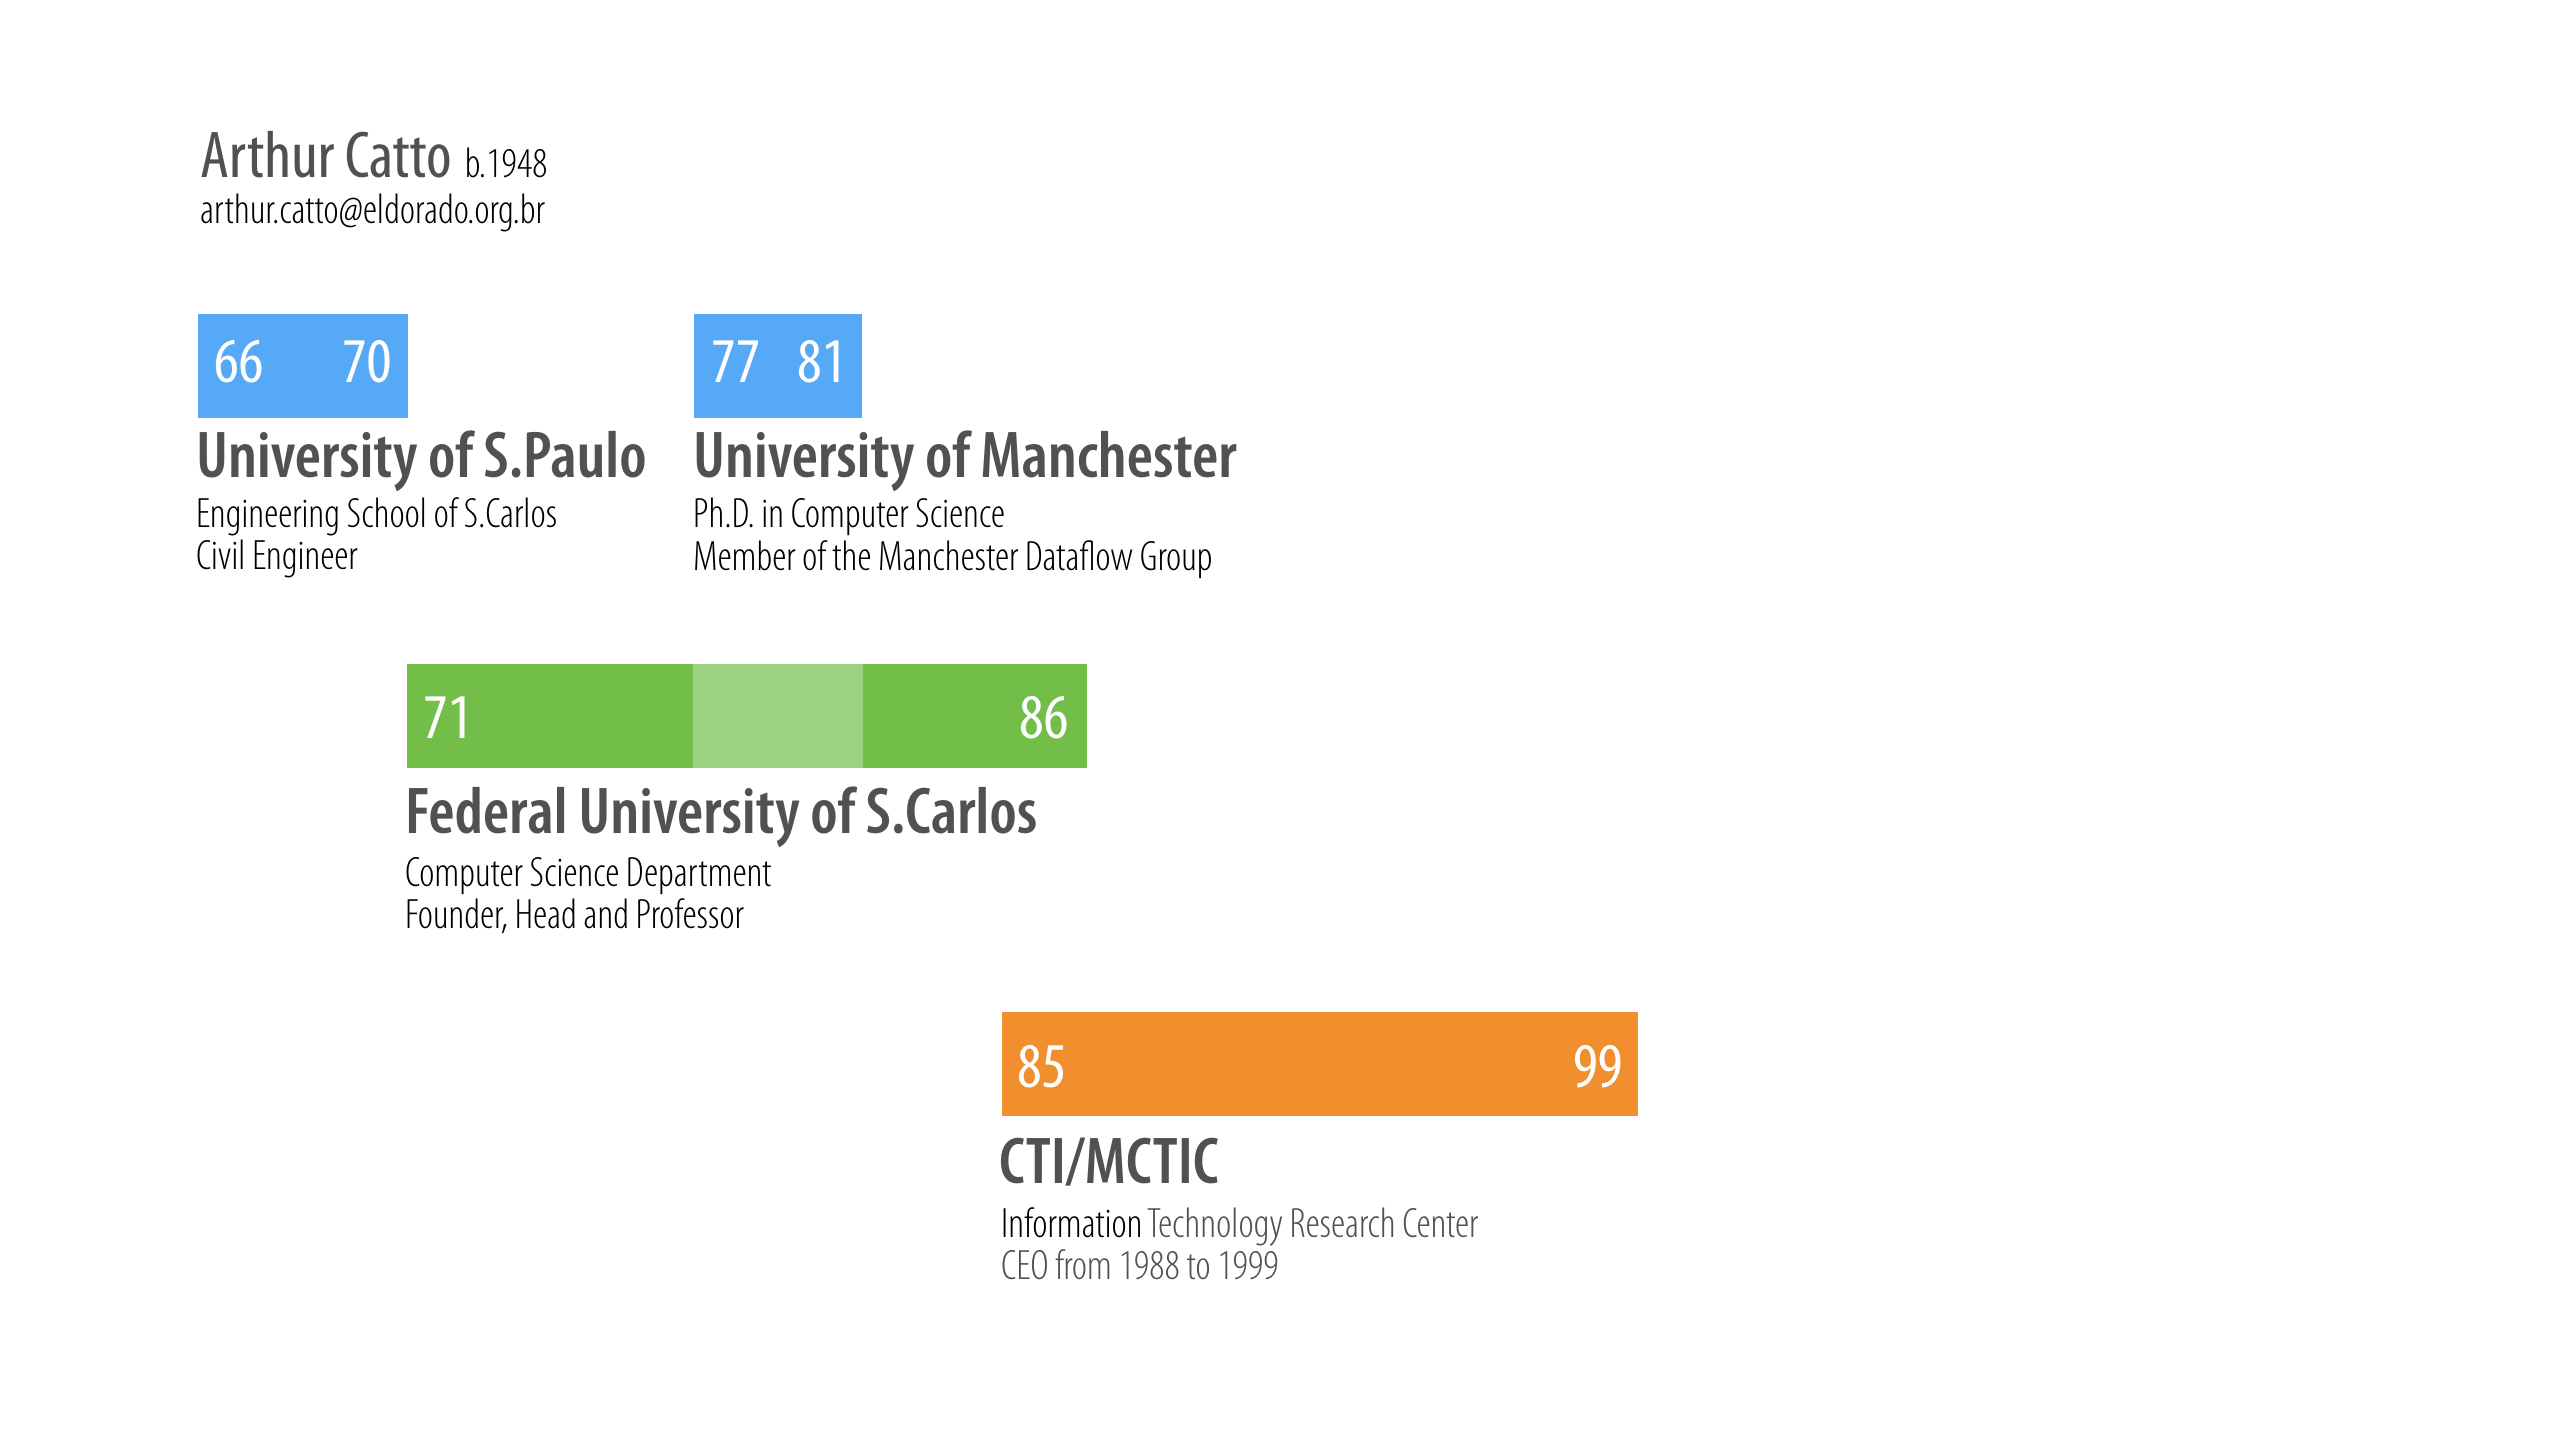 Arthur Catto b.1948
arthur.catto@eldorado.org.br
66 70
University of S.Paulo
Engineering School of S.Carlos
Civil Engineer
77 81
University of Manchester
Ph.D. in Computer Science
Member of the Manchester Dataflow Group
71 86
Federal University of S.Carlos
Computer Science Department
Founder, Head and Professor
85 99
CTI/MCTIC
Information Technology Research Center
CEO from 1988 to 1999